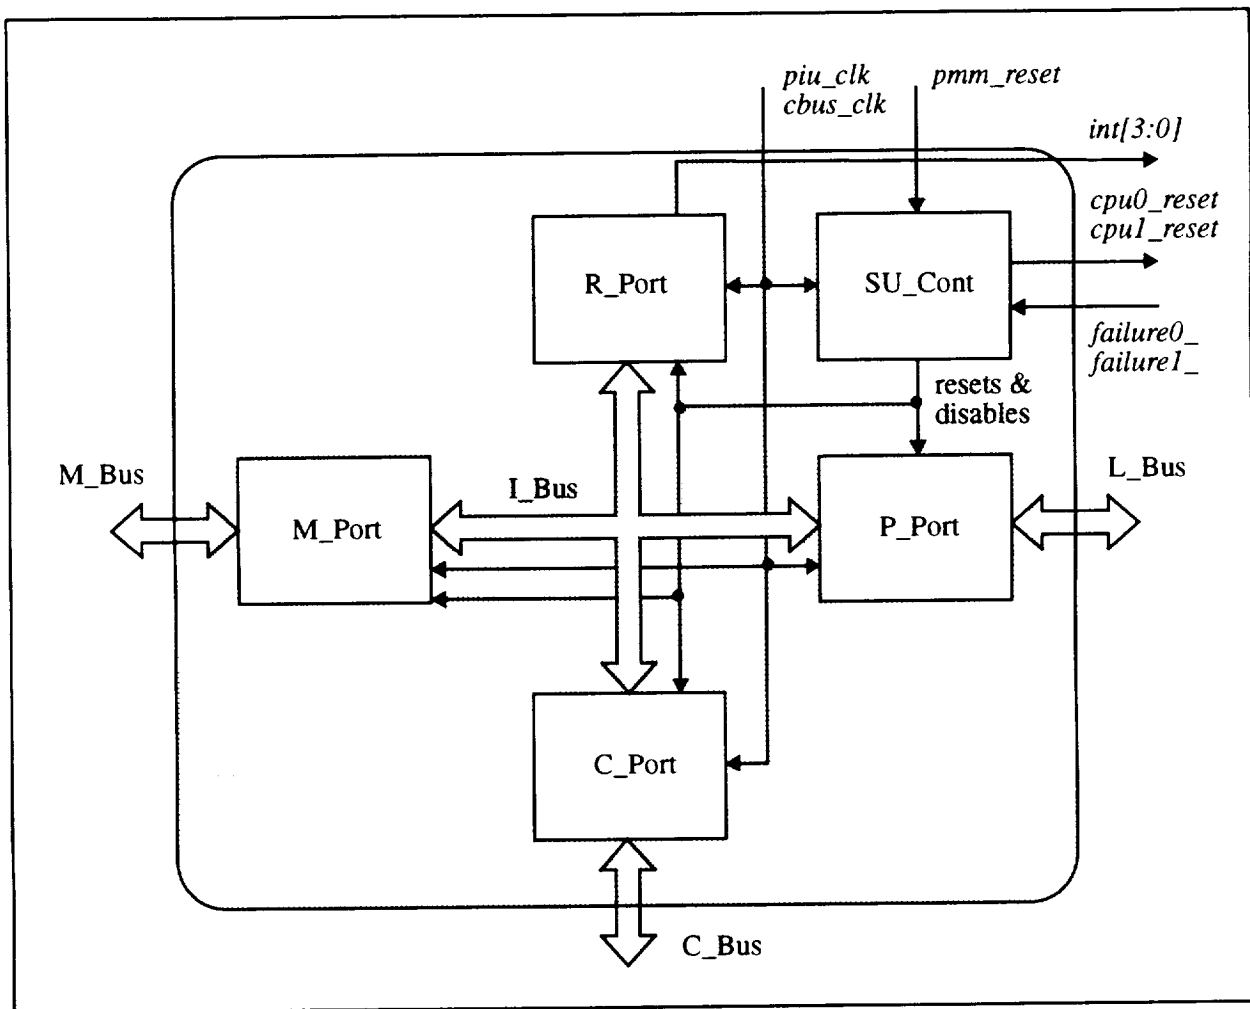 piu_clk
cbus_clk
pmm_reset
int[3:0]
cpu0_reset
cpu1_reset
R_Port
SU_Cont
failure0_
failure1_
resets &
disables
M_Bus
I_Bus
L_Bus
M_Port
P_Port
C_Port
C_Bus